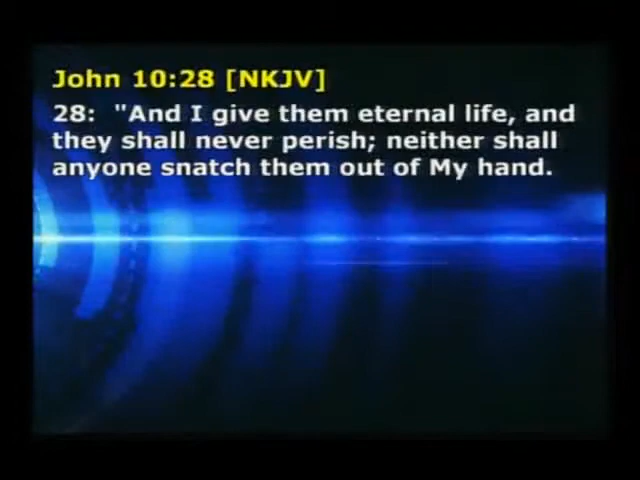 John 10:28 [NKJV]
28:  "And I give them eternal life, and
they shall never perish; neither shall
anyone snatch them out of My hand.